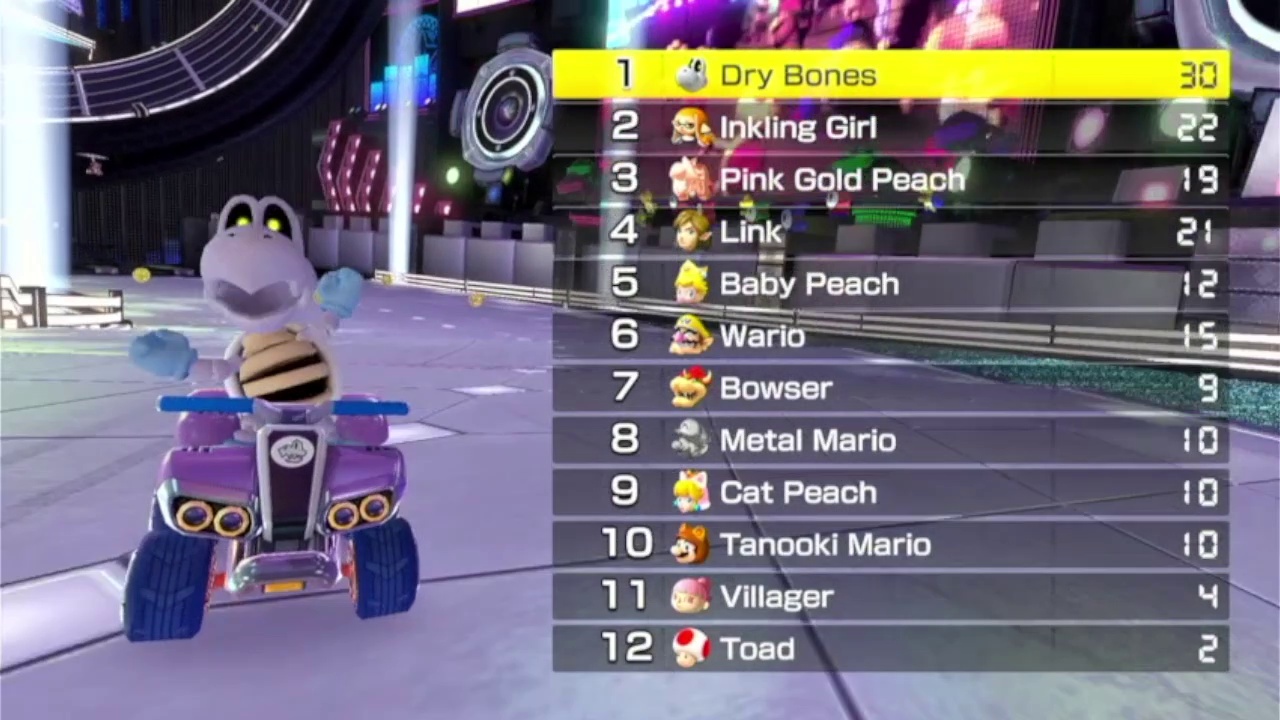 1 Dry Bones 30
2 Inkling Girl 22
3 Pink Gold Peach 19
4 Link 21
5 Baby Peach 12
6 Wario 15
7 Bowser 9
8 Metal Mario 10
9 Cat Peach 10
10 Tanooki Mario 10
11 Villager 4
12 Toad 2